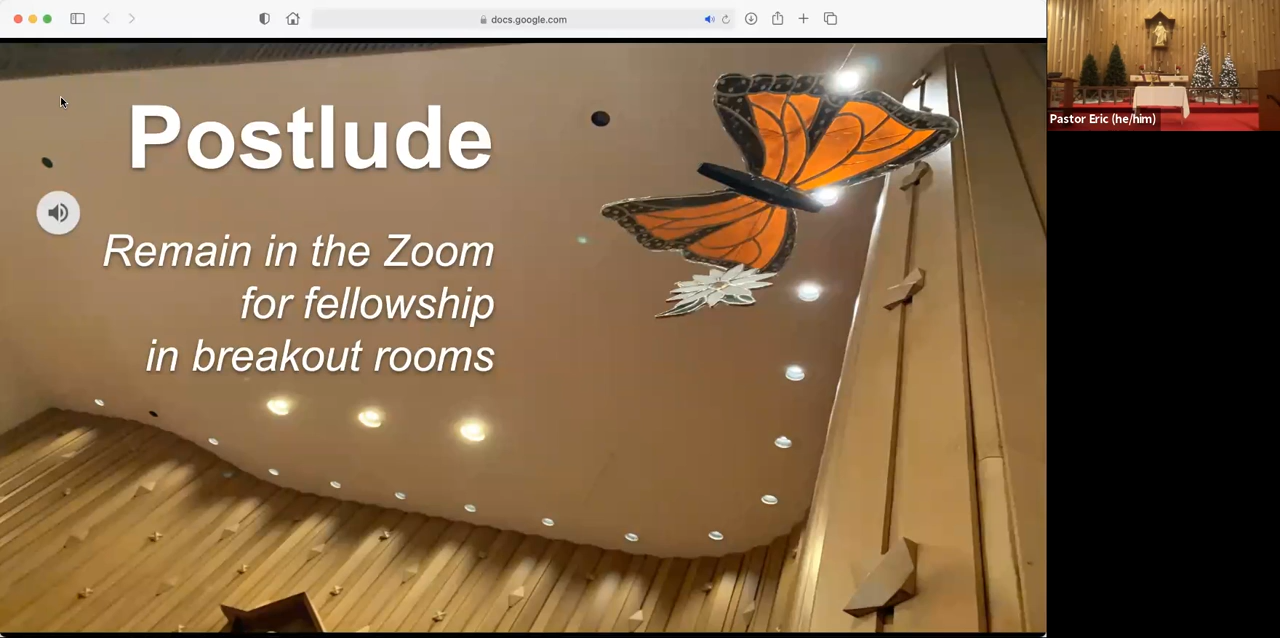 docs.google.com
Postlude
Remain in the Zoom
for fellowship
in breakout rooms
Pastor Eric (he/him)